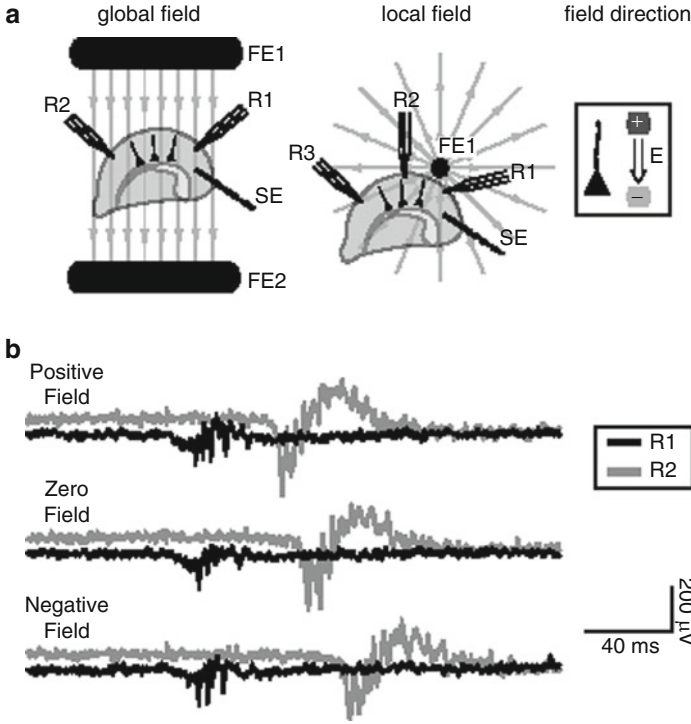 a
global field
local field
field direction
FE1
R2
R1
SE
FE2
R2
FE1
R3
R1
SE
+
E
−
b
Positive
Field
Zero
Field
Negative
Field
R1
R2
200 µV
40 ms